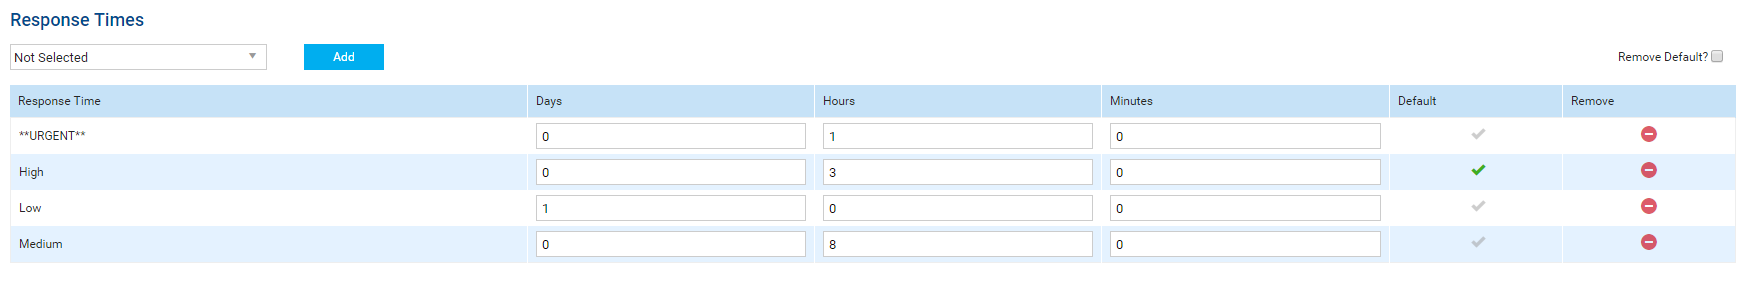 Response Times
Not Selected Add Remove Default?
Response Time Days Hours Minutes Default Remove
**URGENT** 0 1 0
High 0 3 0
Low 1 0 0
Medium 0 8 0